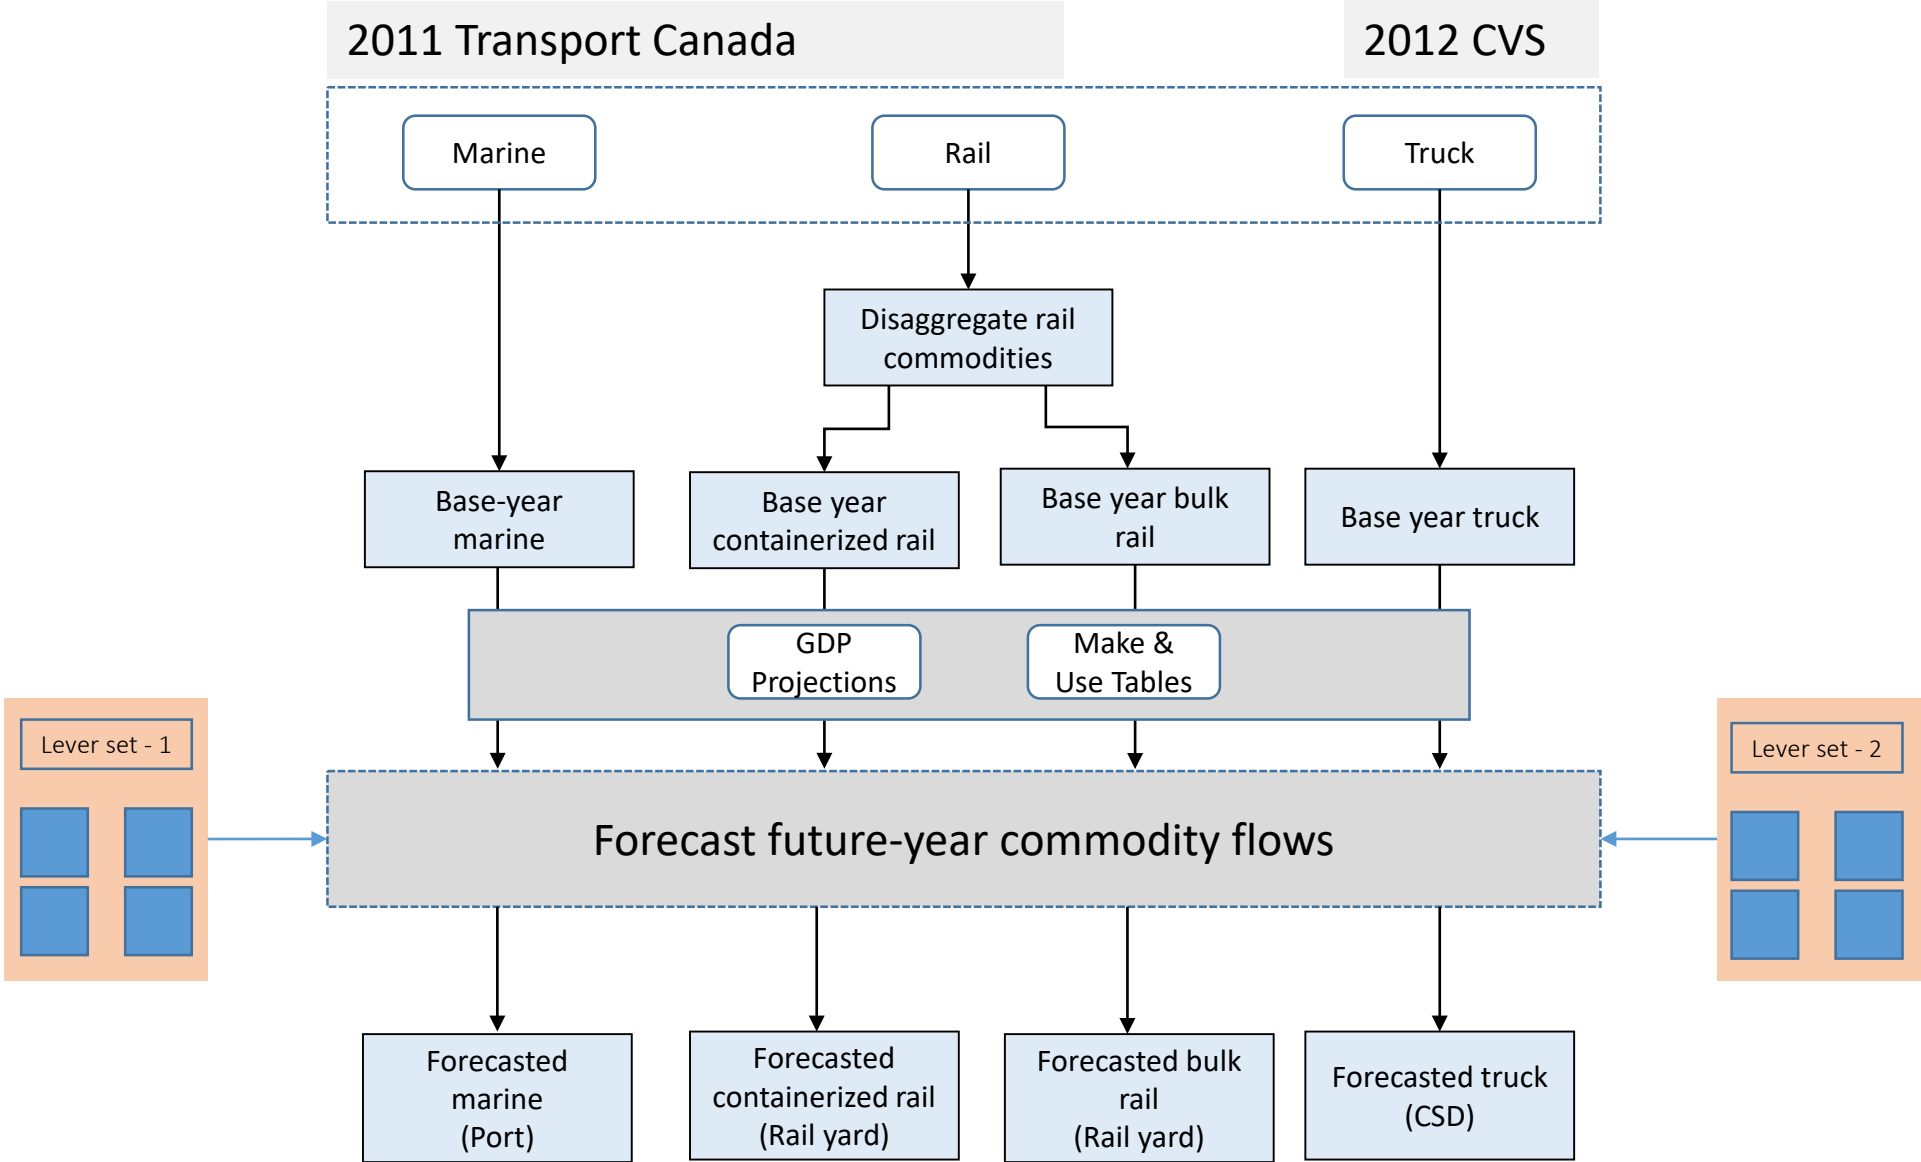 2011 Transport Canada
2012 CVS
Marine
Rail
Truck
Disaggregate rail
commodities
Base-year
marine
Base year
containerized rail
Base year bulk
rail
Base year truck
GDP
Projections
Make &
Use Tables
Lever set - 1
Lever set - 2
Forecast future-year commodity flows
Forecasted
marine
(Port)
Forecasted
containerized rail
(Rail yard)
Forecasted bulk
rail
(Rail yard)
Forecasted truck
(CSD)